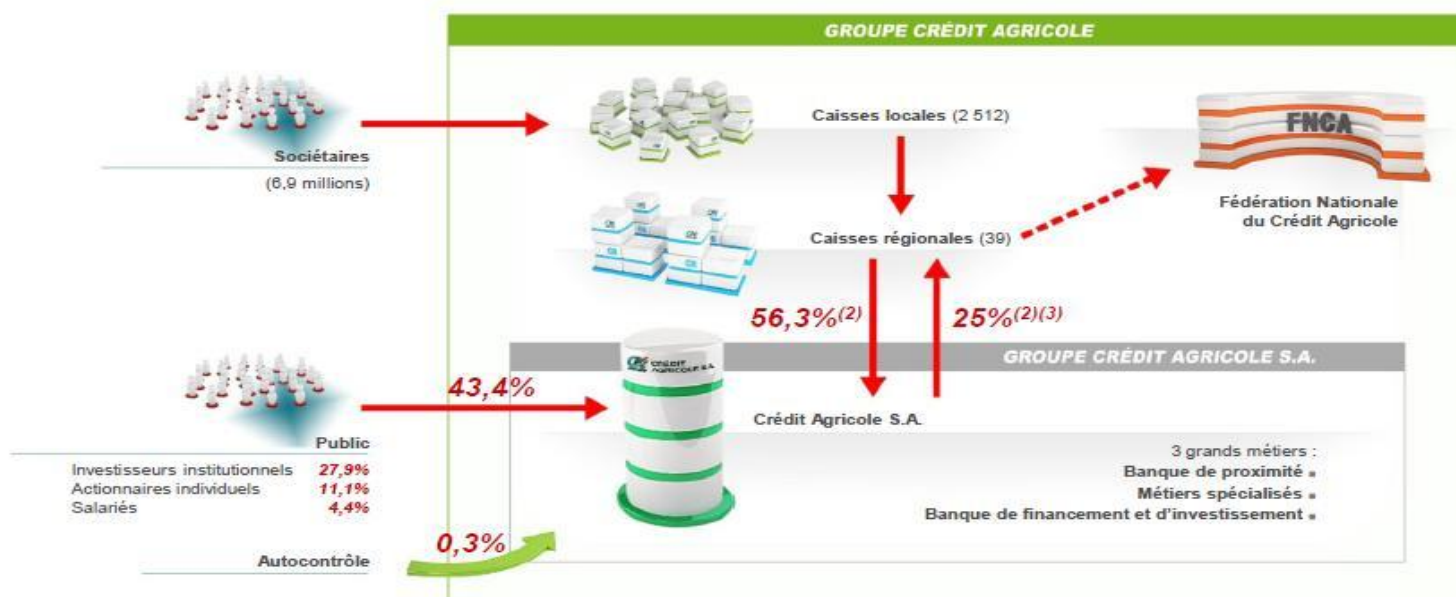 GROUPE CRÉDIT AGRICOLE
Sociétaires
(6,9 millions)
Caisses locales (2 512)
FNCA
Fédération Nationale
du Crédit Agricole
Caisses régionales (39)
56,3%(2)
25%(2)(3)
GROUPE CRÉDIT AGRICOLE S.A.
CRÉDIT
AGRICOLE S.A.
43,4%
Crédit Agricole S.A.
Public
Investisseurs institutionnels 27,9%
Actionnaires individuels 11,1%
Salariés 4,4%
3 grands métiers :
Banque de proximité
Métiers spécialisés
Banque de financement et d'investissement
0,3%
Autocontrôle